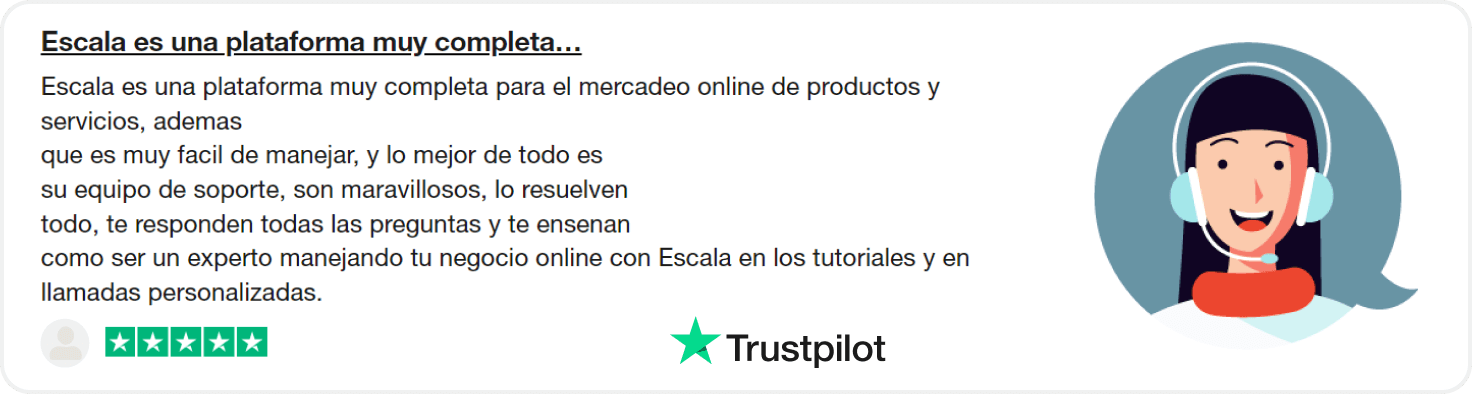 Escala es una plataforma muy completa…
Escala es una plataforma muy completa para el mercadeo online de productos y
servicios, ademas
que es muy facil de manejar, y lo mejor de todo es
su equipo de soporte, son maravillosos, lo resuelven
todo, te responden todas las preguntas y te ensenan
como ser un experto manejando tu negocio online con Escala en los tutoriales y en
llamadas personalizadas.
Trustpilot